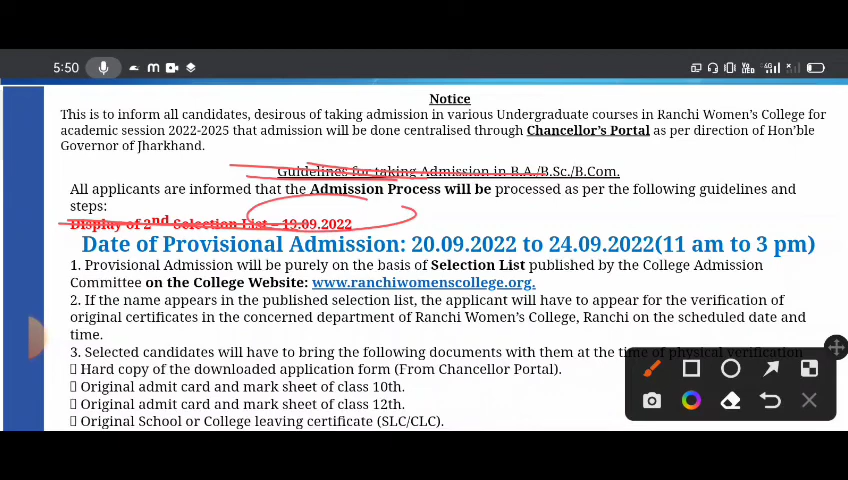 5:50
Notice
This is to inform all candidates, desirous of taking admission in various Undergraduate courses in Ranchi Women's College for
academic session 2022-2025 that admission will be done centralised through Chancellor's Portal as per direction of Hon'ble
Governor of Jharkhand.
Guidelines for taking Admission in B.A./B.Sc./B.Com.
All applicants are informed that the Admission Process will be processed as per the following guidelines and
steps:
Display of 2nd Selection List – 19.09.2022
Date of Provisional Admission: 20.09.2022 to 24.09.2022(11 am to 3 pm)
1. Provisional Admission will be purely on the basis of Selection List published by the College Admission
Committee on the College Website: www.ranchiwomenscollege.org.
2. If the name appears in the published selection list, the applicant will have to appear for the verification of
original certificates in the concerned department of Ranchi Women's College, Ranchi on the scheduled date and
time.
3. Selected candidates will have to bring the following documents with them at the time of physical verification
Hard copy of the downloaded application form (From Chancellor Portal).
Original admit card and mark sheet of class 10th.
Original admit card and mark sheet of class 12th.
Original School or College leaving certificate (SLC/CLC).